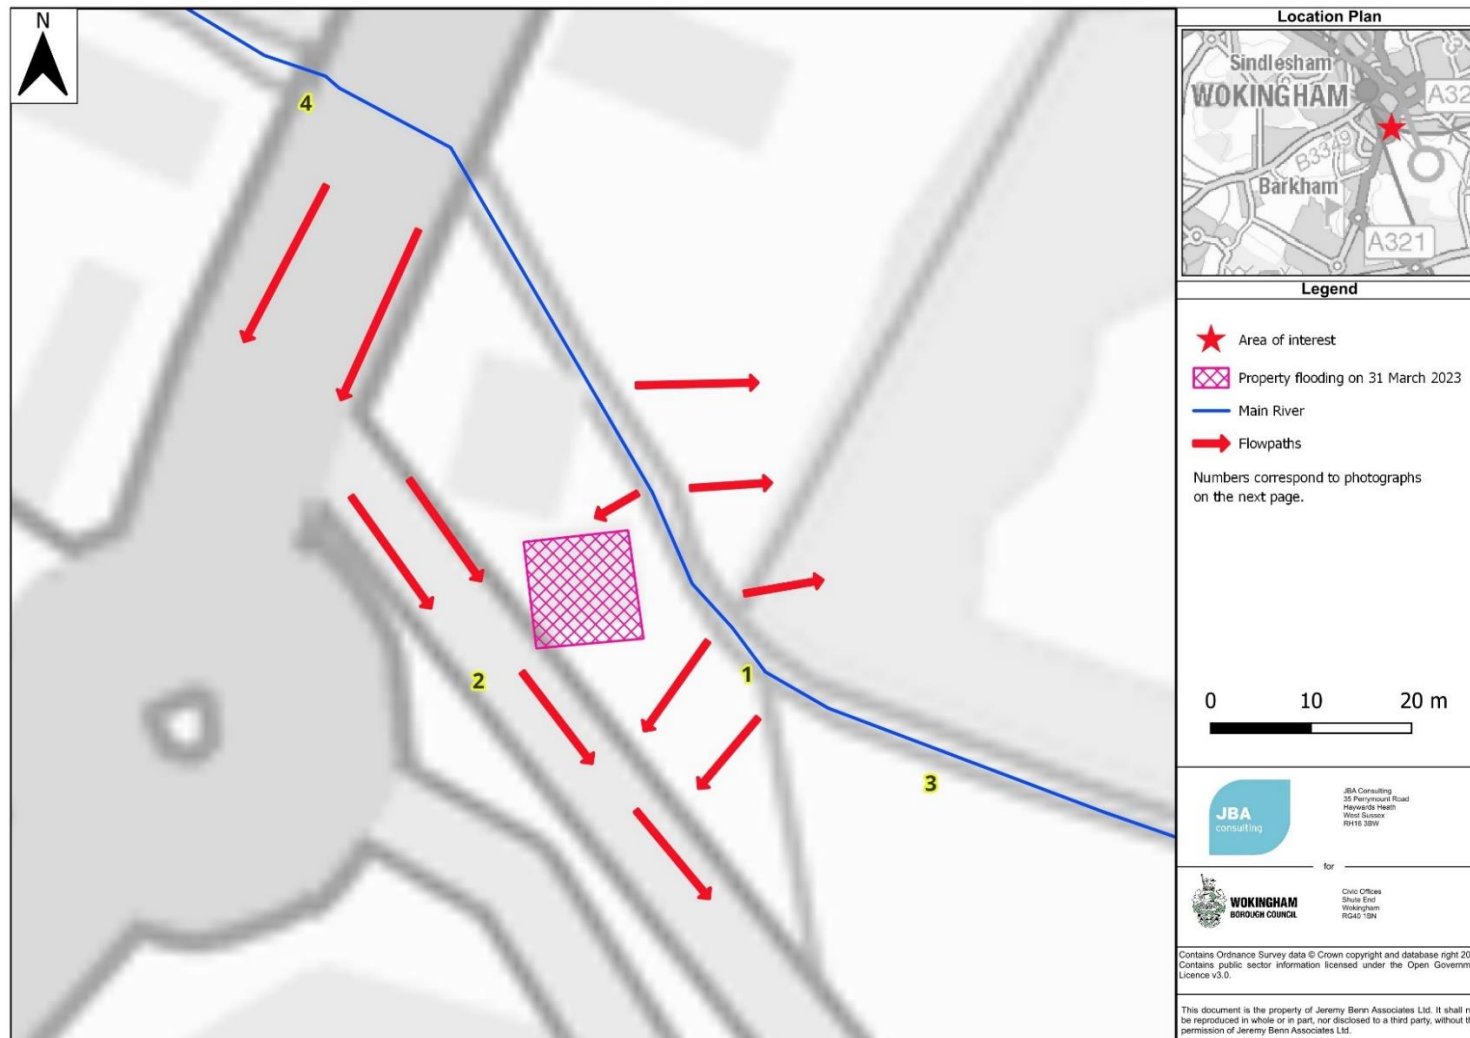 N
4
2
1
3
Location Plan
Sindlesham
WOKINGHAM
A32
B3349
Barkham
A321
Legend
Area of interest
Property flooding on 31 March 2023
Main River
Flowpaths
Numbers correspond to photographs
on the next page.
0 10 20 m
JBA
consulting
JBA Consulting
35 Perrymount Road
Haywards Heath
West Sussex
RH16 3BW
for
WOKINGHAM
BOROUGH COUNCIL
Civic Offices
Shute End
Wokingham
RG40 1BN
Contains Ordnance Survey data © Crown copyright and database right 20
Contains public sector information licensed under the Open Governm
Licence v3.0.
This document is the property of Jeremy Benn Associates Ltd. It shall n
be reproduced in whole or in part, nor disclosed to a third party, without th
permission of Jeremy Benn Associates Ltd.